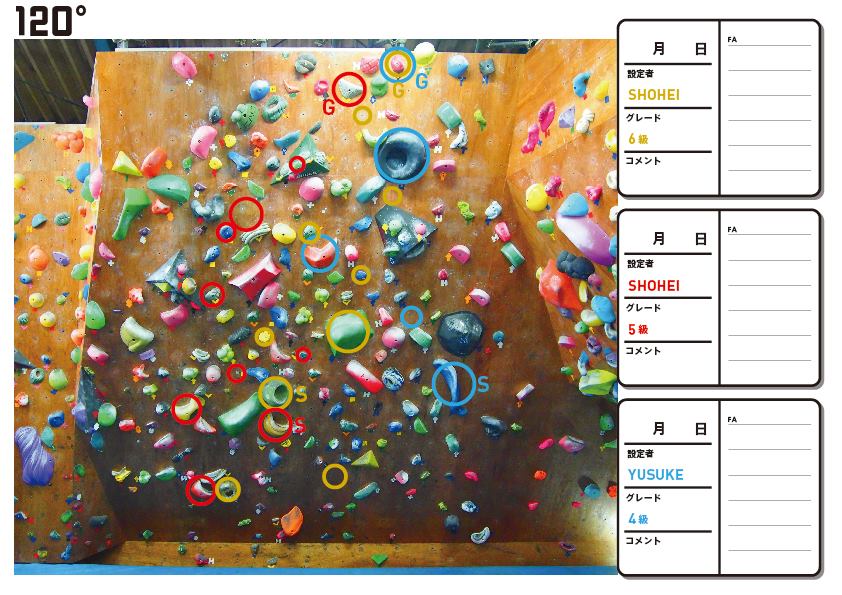 120°
G
G
G
S
S
S
月 日
設定者
SHOHEI
グレード
6級
コメント
FA
月 日
設定者
SHOHEI
グレード
5級
コメント
FA
月 日
設定者
YUSUKE
グレード
4級
コメント
FA